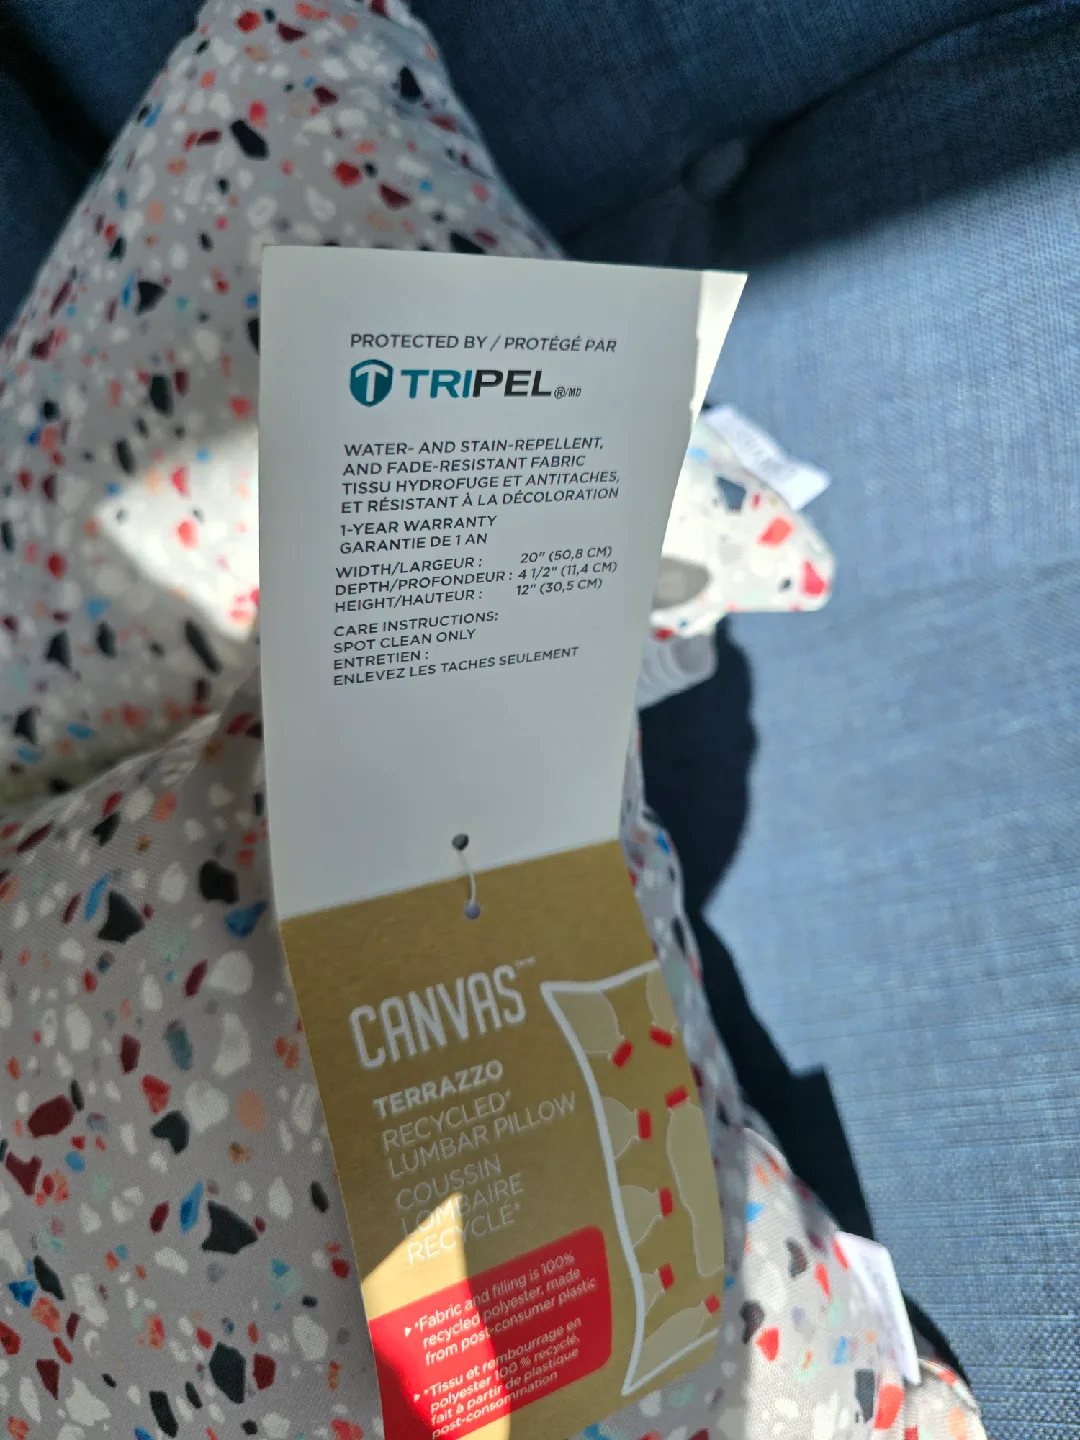 PROTECTED BY / PROTÉGÉ PAR
TRIPEL®/MD
WATER- AND STAIN-REPELLENT,
AND FADE-RESISTANT FABRIC
TISSU HYDROFUGE ET ANTITACHES,
ET RÉSISTANT À LA DÉCOLORATION
1-YEAR WARRANTY
GARANTIE DE 1 AN
WIDTH/LARGEUR : 20" (50,8 CM)
DEPTH/PROFONDEUR : 4 1/2" (11,4 CM)
HEIGHT/HAUTEUR : 12" (30,5 CM)
CARE INSTRUCTIONS:
SPOT CLEAN ONLY
ENTRETIEN :
ENLEVEZ LES TACHES SEULEMENT
CANVAS™
TERRAZZO
RECYCLED*
LUMBAR PILLOW
COUSSIN
LOMBAIRE
RECYCLÉ*
*Fabric and filling is 100%
recycled polyester, made
from post-consumer plastic
*Tissu et rembourrage en
polyester 100 % recyclé,
fait à partir de plastique
post-consommation